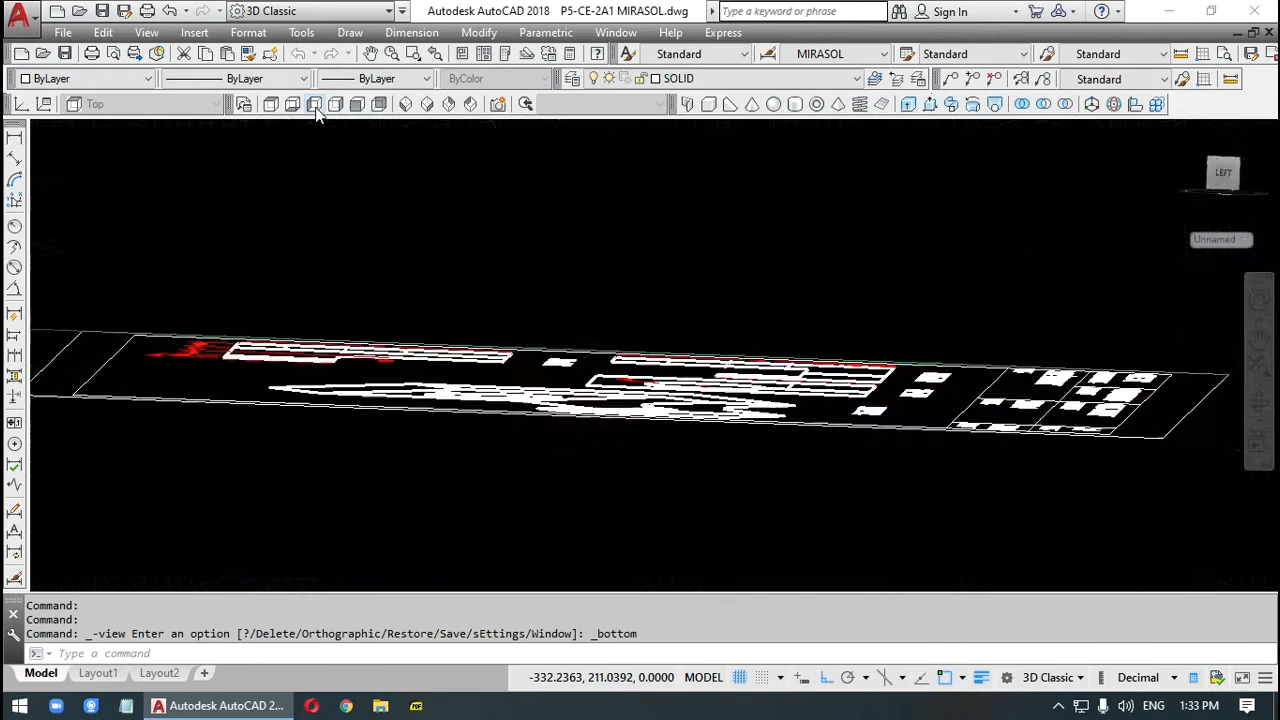 3D Classic
Autodesk AutoCAD 2018 P5-CE-2A1 MIRASOL.dwg
Type a keyword or phrase
Sign In
File Edit View Insert Format Tools Draw Dimension Modify Parametric Window Help Express
Standard MIRASOL Standard Standard
ByLayer ByLayer ByLayer ByColor SOLID Standard
Top
LEFT
Unnamed
Command:
Command:
Command: _-view Enter an option [?/Delete/Orthographic/Restore/Save/sEttings/Window]: _bottom
Type a command
Model Layout1 Layout2 +
-332.2363, 211.0392, 0.0000 MODEL
3D Classic Decimal
Autodesk AutoCAD 2...
PDF
ENG 1:33 PM